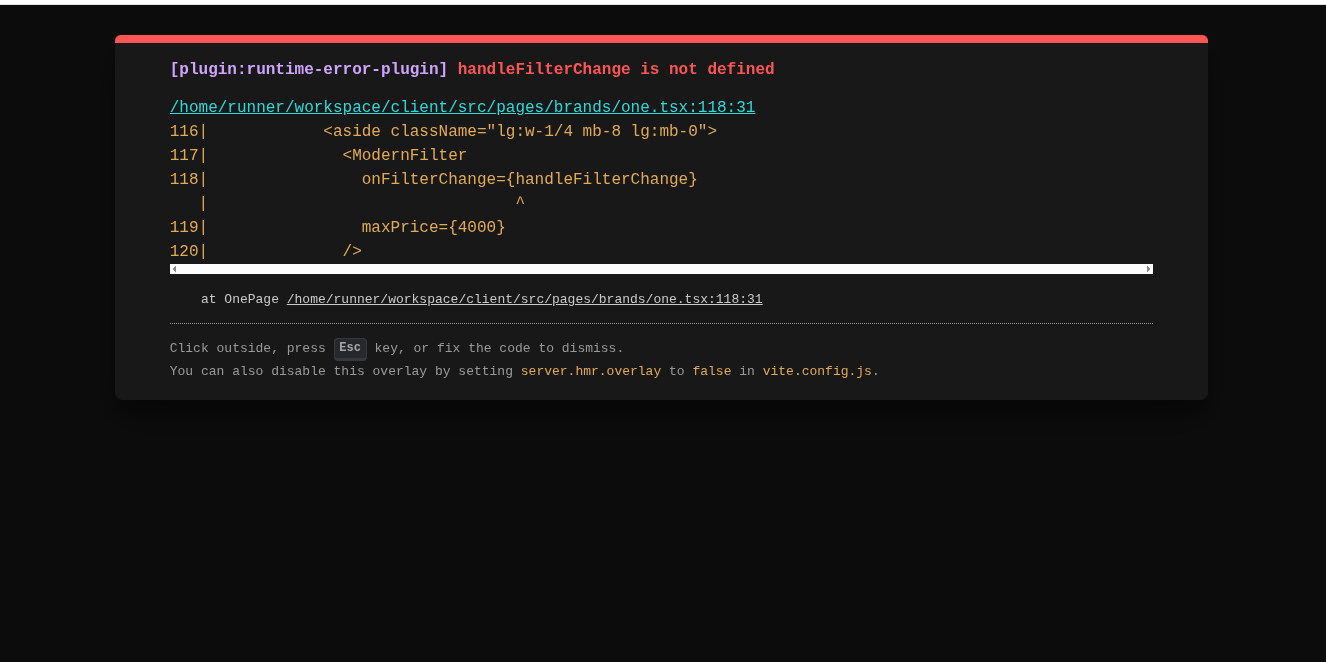 [plugin:runtime-error-plugin] handleFilterChange is not defined
/home/runner/workspace/client/src/pages/brands/one.tsx:118:31
116|            <aside className="lg:w-1/4 mb-8 lg:mb-0">
117|              <ModernFilter
118|                onFilterChange={handleFilterChange}
   |                                ^
119|                maxPrice={4000}
120|              />
at OnePage /home/runner/workspace/client/src/pages/brands/one.tsx:118:31
Click outside, press Esc key, or fix the code to dismiss.
You can also disable this overlay by setting server.hmr.overlay to false in vite.config.js.